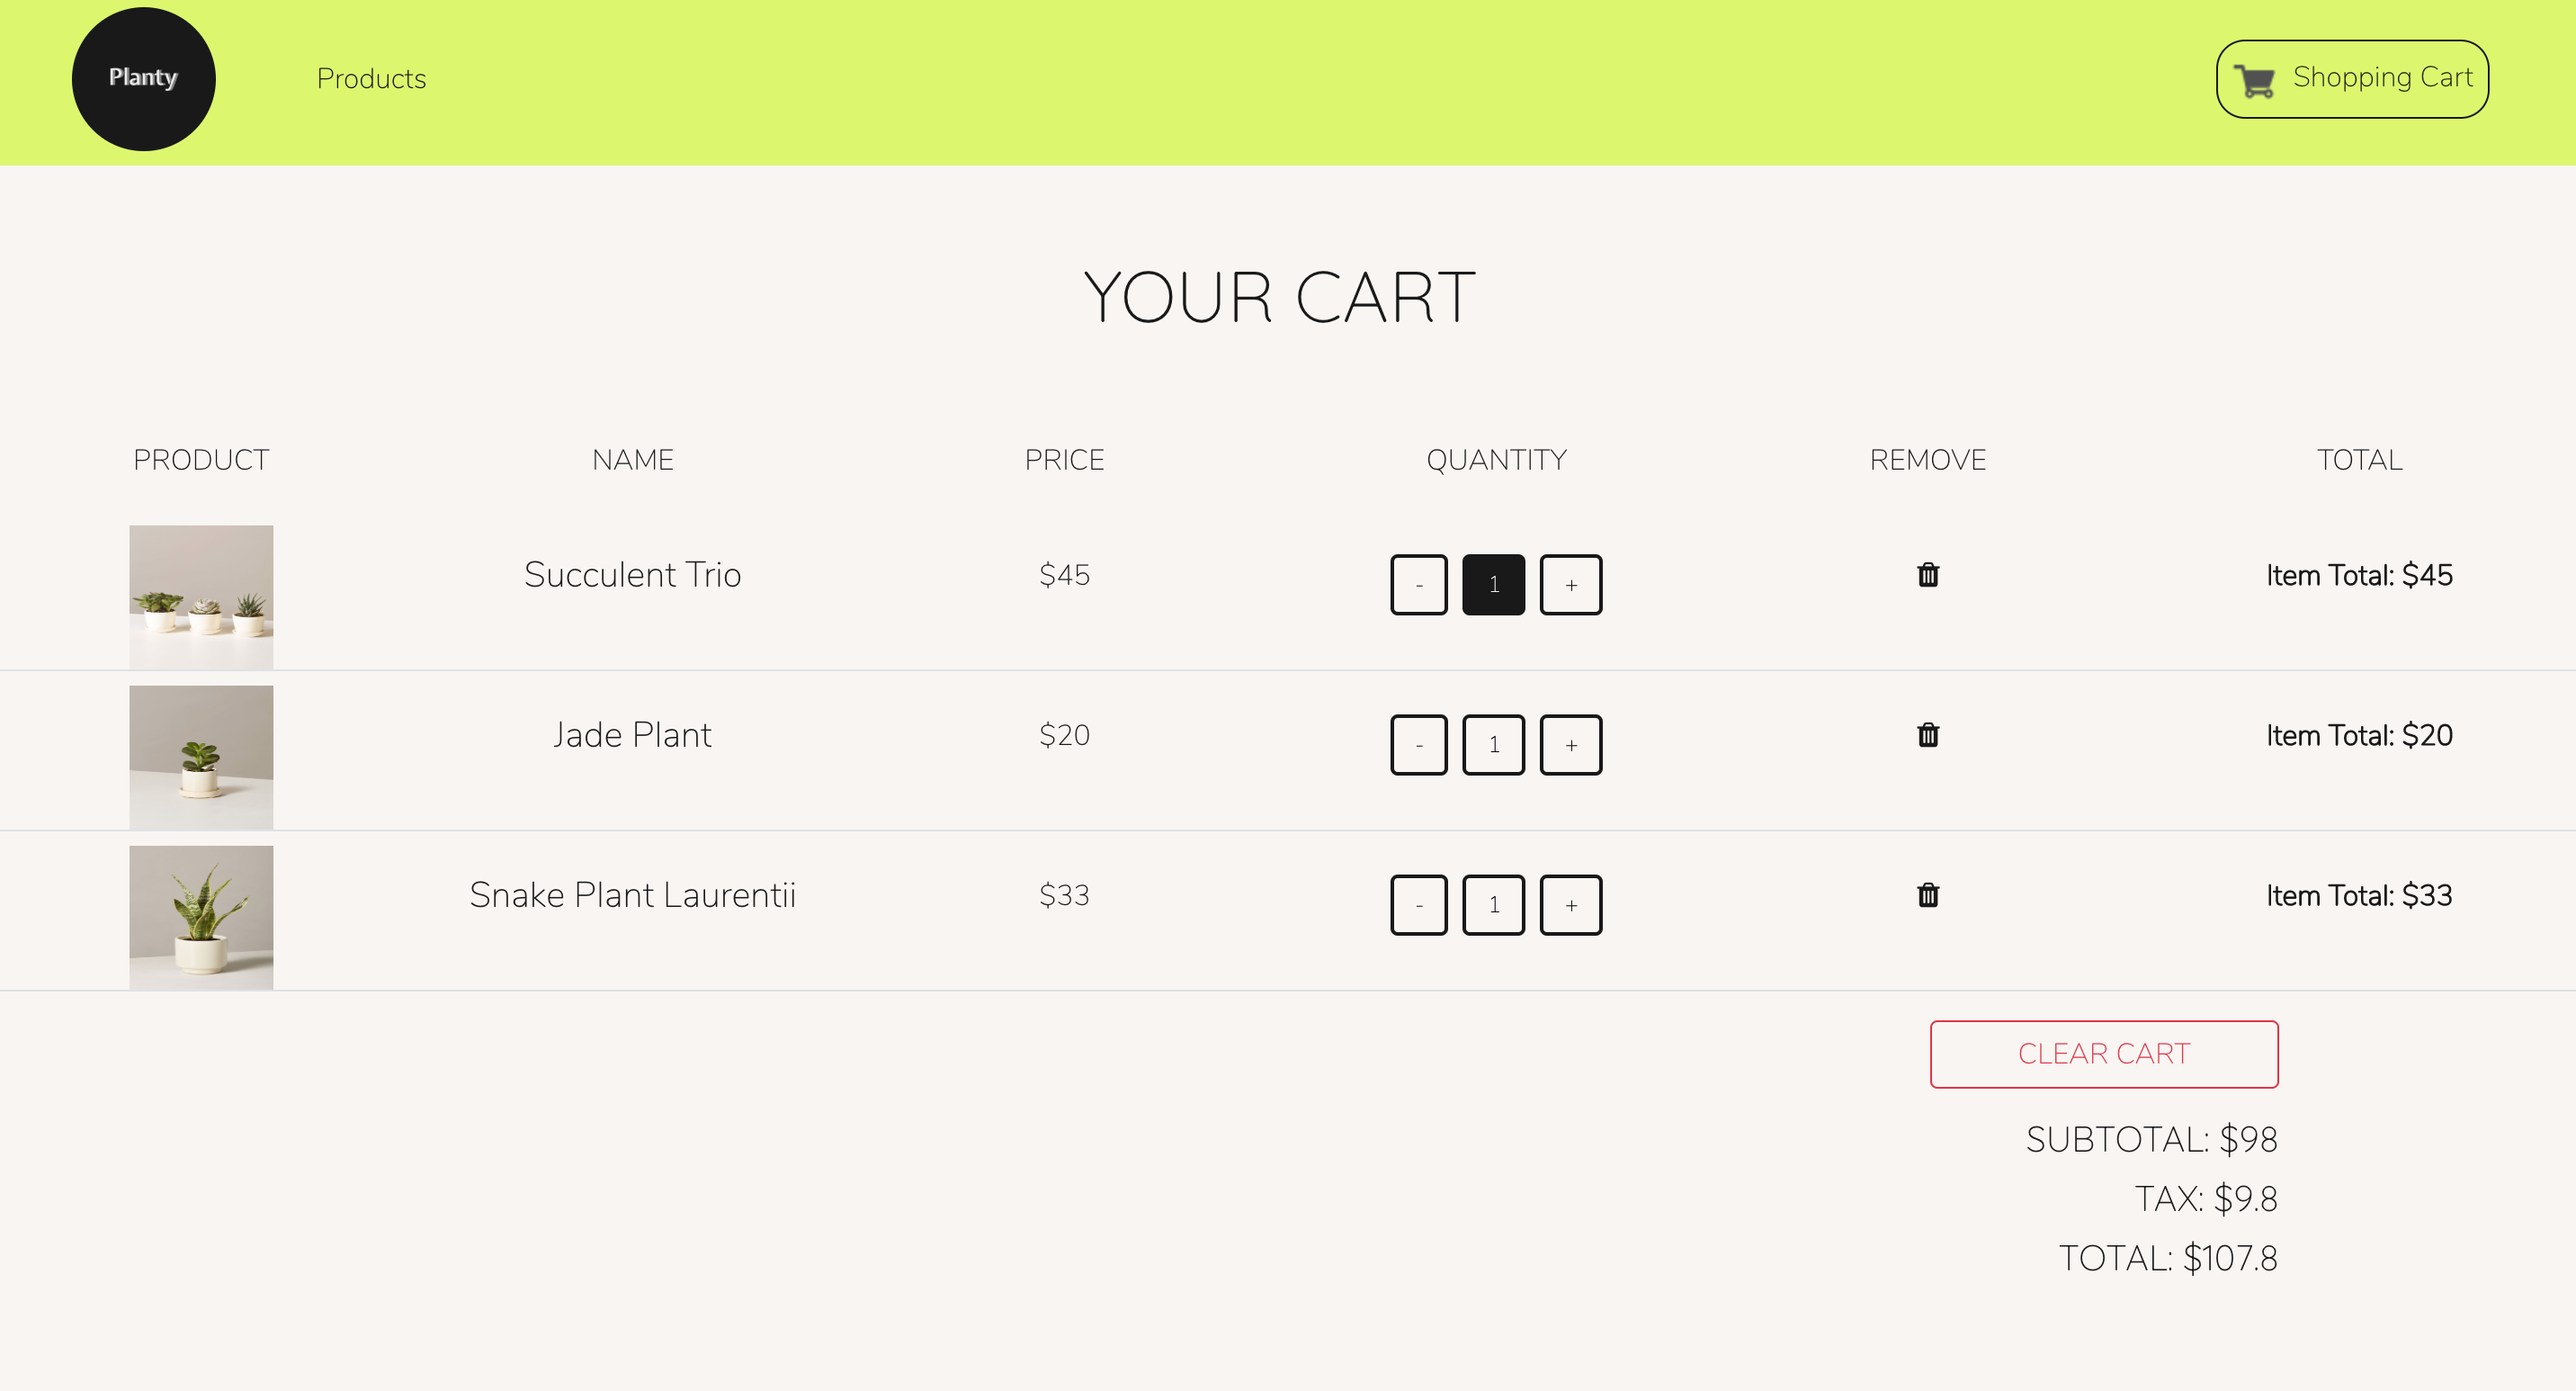 Planty
Products
Shopping Cart
YOUR CART
PRODUCT NAME PRICE QUANTITY REMOVE TOTAL
Succulent Trio $45 - 1 + Item Total: $45
Jade Plant $20 - 1 + Item Total: $20
Snake Plant Laurentii $33 - 1 + Item Total: $33
CLEAR CART
SUBTOTAL: $98
TAX: $9.8
TOTAL: $107.8